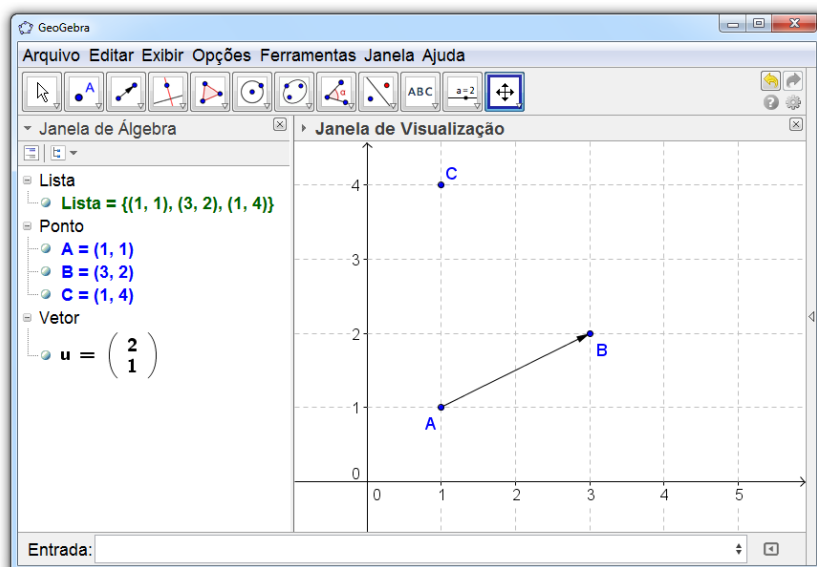 GeoGebra
Arquivo Editar Exibir Opções Ferramentas Janela Ajuda
A α ABC a=2
Janela de Álgebra
Janela de Visualização
Lista
Lista = {(1, 1), (3, 2), (1, 4)}
Ponto
A = (1, 1)
B = (3, 2)
C = (1, 4)
Vetor
u = ( 2
1 )
C
4
3
2
B
1
A
0
0 1 2 3 4 5
Entrada: